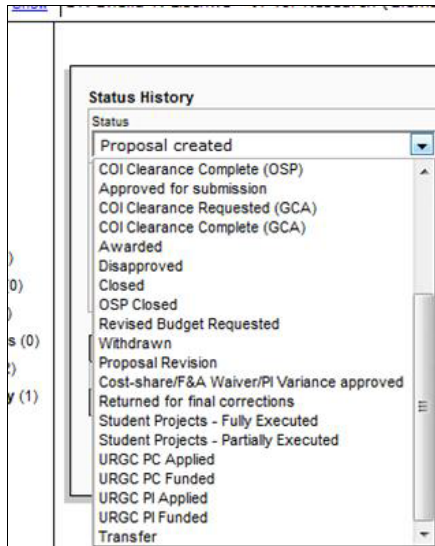 Show
Status History
Status
Proposal created
COI Clearance Complete (OSP)
Approved for submission
COI Clearance Requested (GCA)
COI Clearance Complete (GCA)
Awarded
)
Disapproved
0)
Closed
OSP Closed
)
Revised Budget Requested
s (0)
Withdrawn
Proposal Revision
:)
Cost-share/F&A Waiver/PI Variance approved
y (1)
Returned for final corrections
Student Projects - Fully Executed
Student Projects - Partially Executed
URGC PC Applied
URGC PC Funded
URGC PI Applied
URGC PI Funded
Transfer